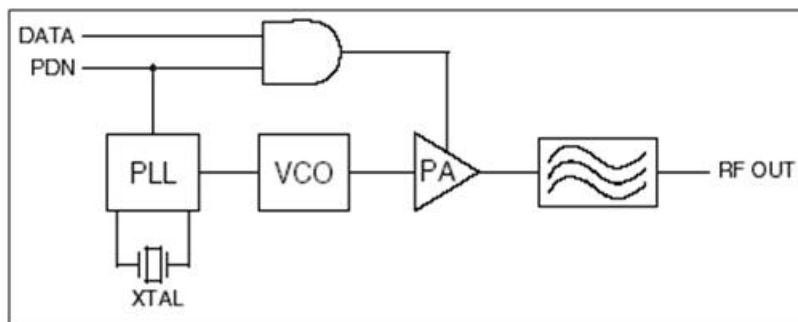 DATA
PDN
PLL
VCO
PA
RF OUT
XTAL